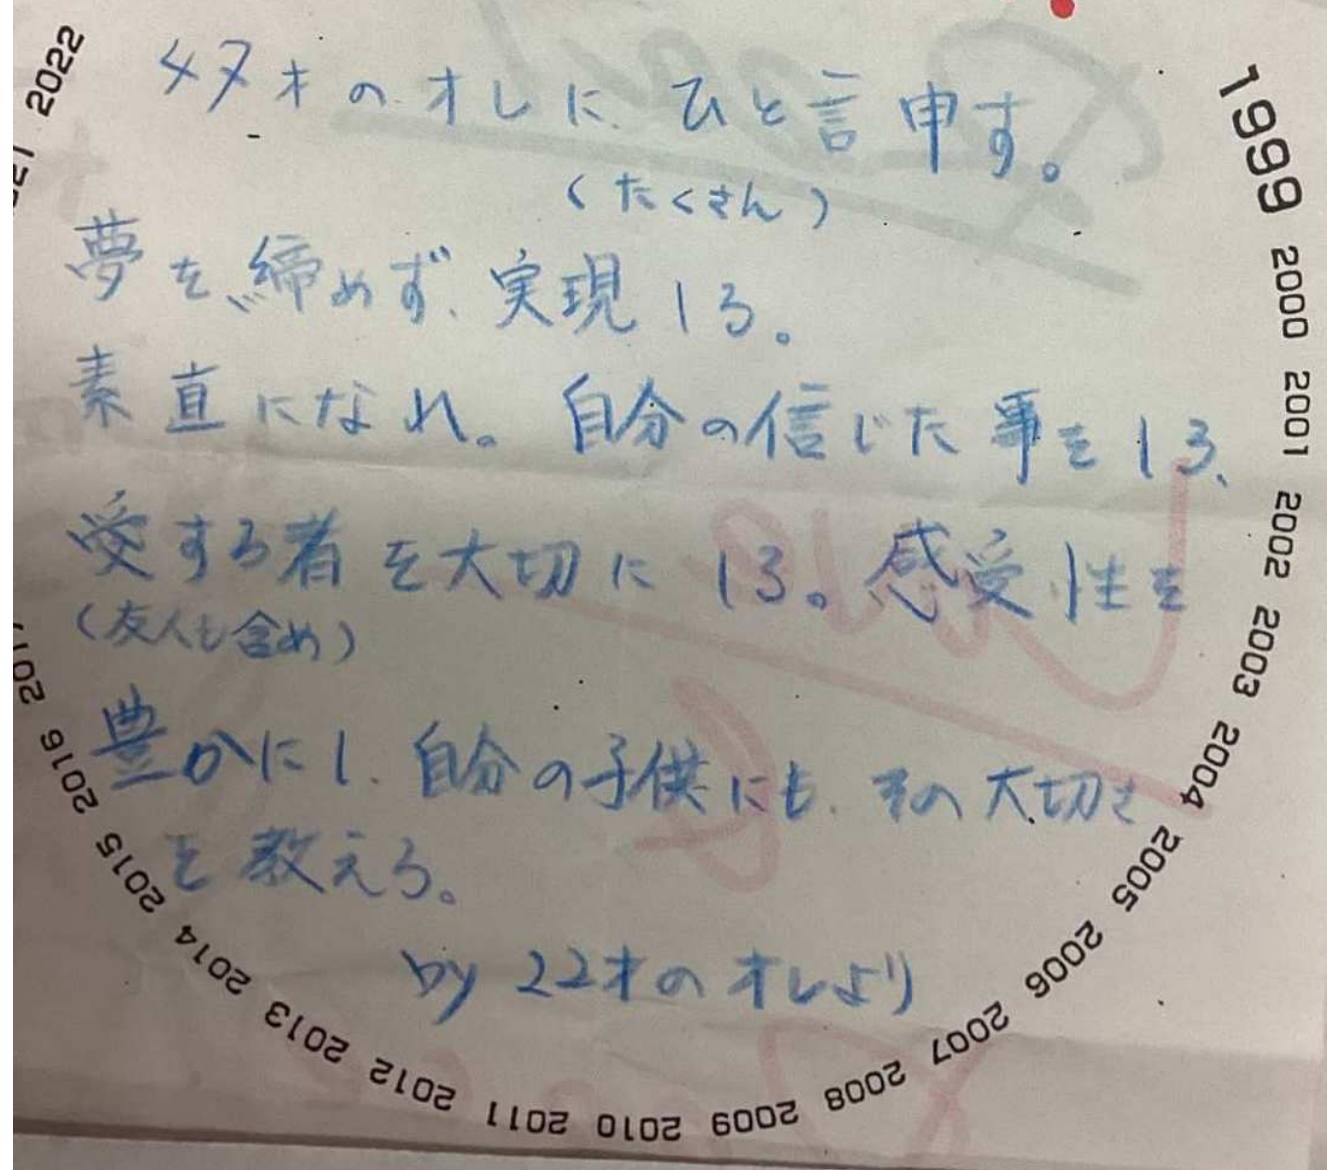 47才のオレに ひと言申す。
(たくさん)
夢を、締めず、実現しろ。
素直になれ。自分の信じた事をしろ、
愛する者を大切にしろ。感受性を
(友人も含め)
豊かにし、自分の子供にも、その大切さ
を教えろ。
by 22才のオレより
1999 2000 2001 2002 2003 2004 2005 2006 2007 2008 2009 2010 2011 2012 2013 2014 2015 2016
2022